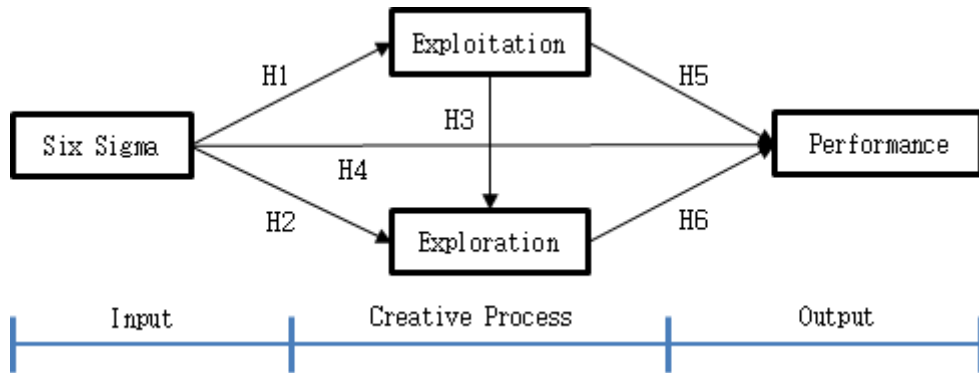 Exploitation
H1
H5
H3
Six Sigma
Performance
H4
H2
H6
Exploration
Input
Creative Process
Output